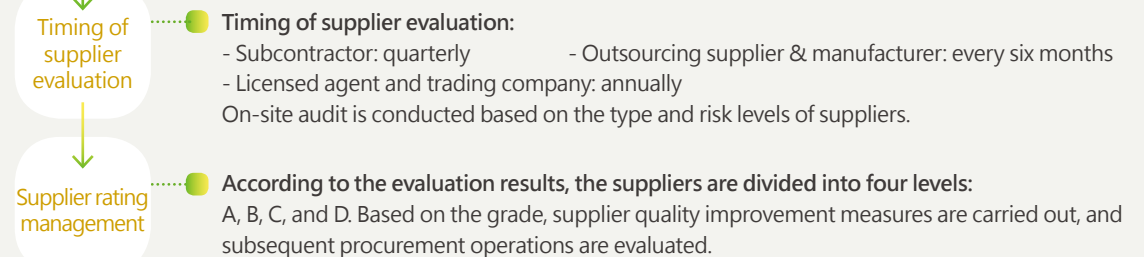 Timing of
supplier
evaluation
Timing of supplier evaluation:
- Subcontractor: quarterly - Outsourcing supplier & manufacturer: every six months
- Licensed agent and trading company: annually
On-site audit is conducted based on the type and risk levels of suppliers.
Supplier rating
management
According to the evaluation results, the suppliers are divided into four levels:
A, B, C, and D. Based on the grade, supplier quality improvement measures are carried out, and
subsequent procurement operations are evaluated.